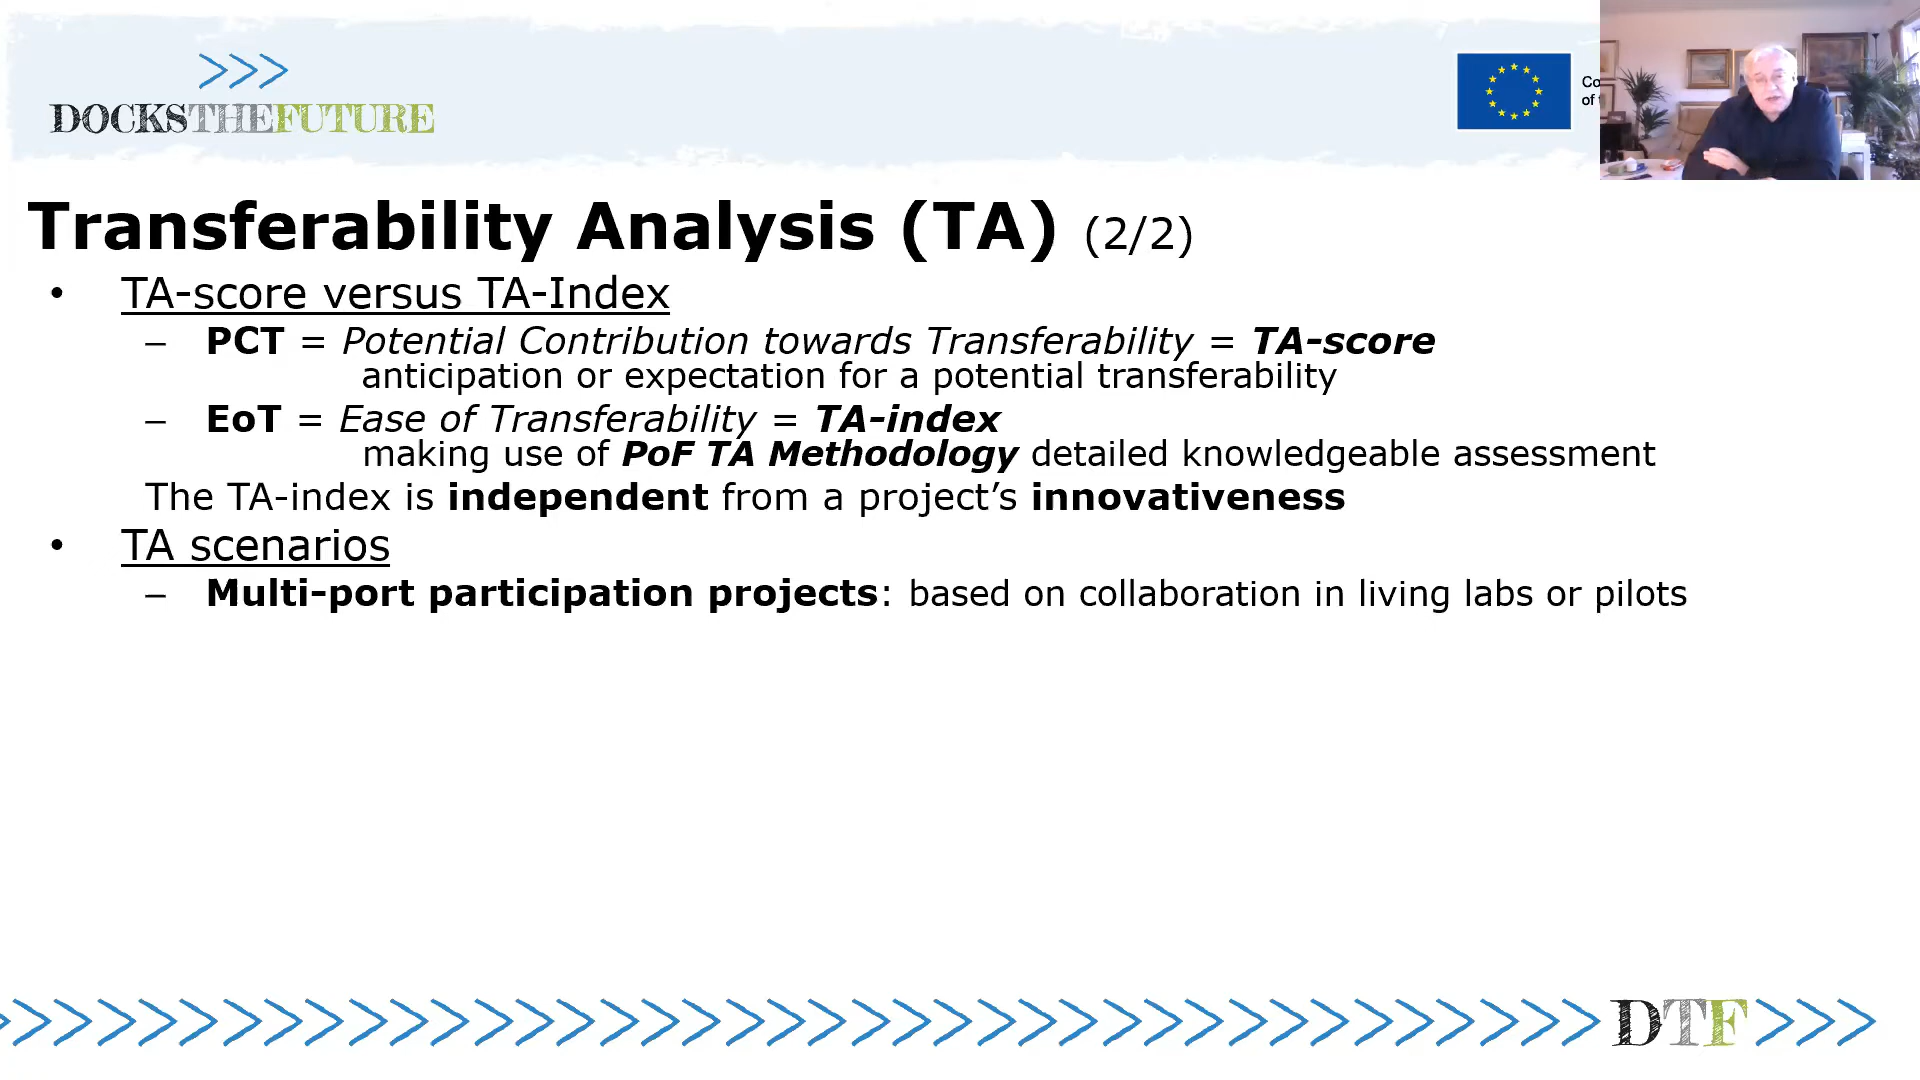 >>>
DOCKSTHEFUTURE
Co
of
Transferability Analysis (TA) (2/2)
• TA-score versus TA-Index
– PCT = Potential Contribution towards Transferability = TA-score
anticipation or expectation for a potential transferability
– EoT = Ease of Transferability = TA-index
making use of PoF TA Methodology detailed knowledgeable assessment
The TA-index is independent from a project’s innovativeness
• TA scenarios
– Multi-port participation projects: based on collaboration in living labs or pilots
DTF